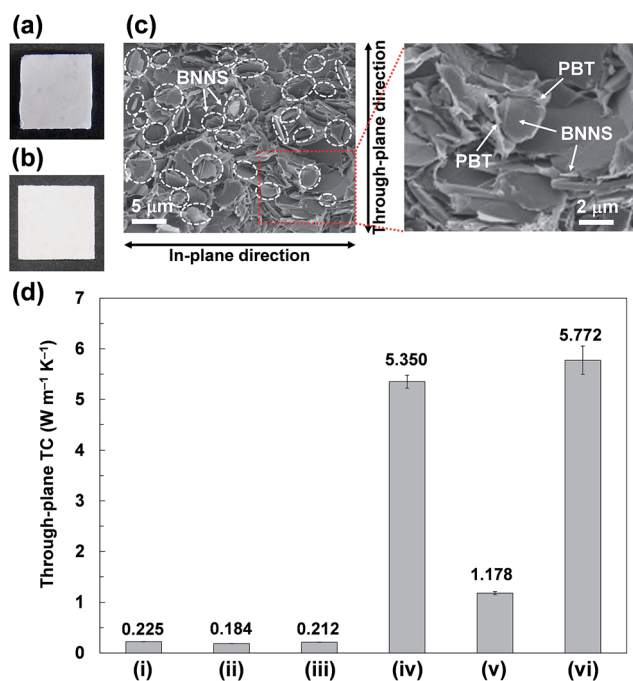 (a)
(b)
(c)
BNNS
5 μm
In-plane direction
Through-plane direction
PBT
BNNS
PBT
2 μm
(d)
Through-plane TC (W m⁻¹ K⁻¹)
7
6
5
4
3
2
1
0
0.225
0.184
0.212
5.350
1.178
5.772
(i)
(ii)
(iii)
(iv)
(v)
(vi)